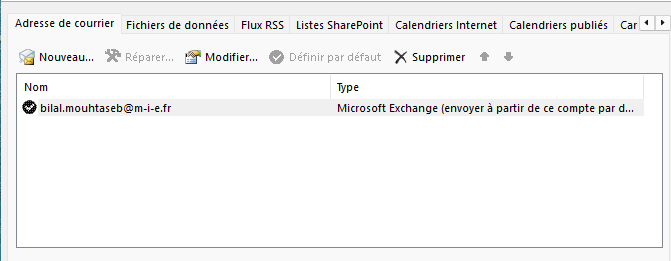 Adresse de courrier Fichiers de données Flux RSS Listes SharePoint Calendriers Internet Calendriers publiés Car
Nouveau... Réparer... Modifier... Définir par défaut Supprimer
Nom Type
bilal.mouhtaseb@m-i-e.fr Microsoft Exchange (envoyer à partir de ce compte par d...